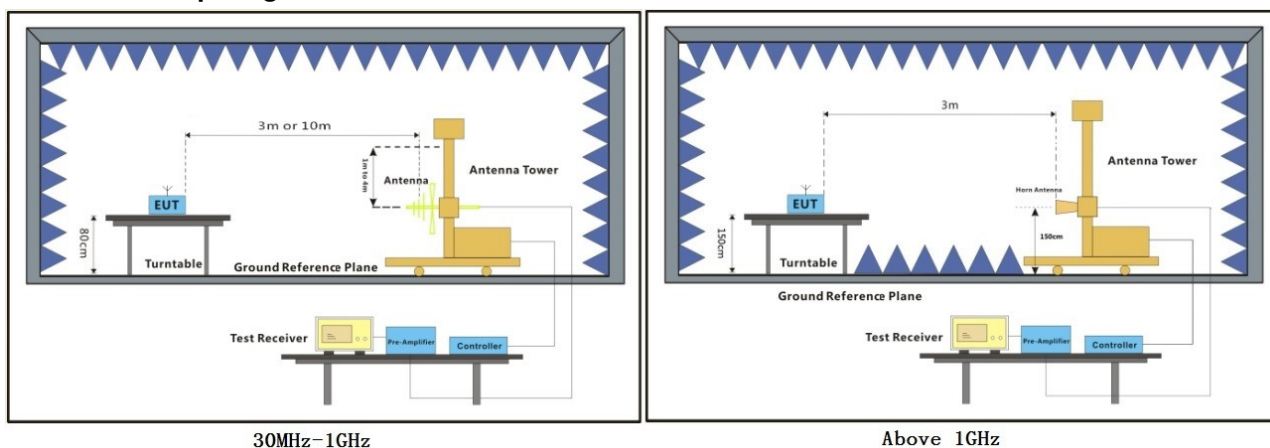 3m or 10m
1m to 4m
Antenna
Antenna Tower
EUT
80cm
Turntable
Ground Reference Plane
Test Receiver
Pre-Amplifier
Controller
30MHz-1GHz
3m
Antenna Tower
Horn Antenna
EUT
150cm
150cm
Turntable
Ground Reference Plane
Test Receiver
Pre-Amplifier
Controller
Above 1GHz